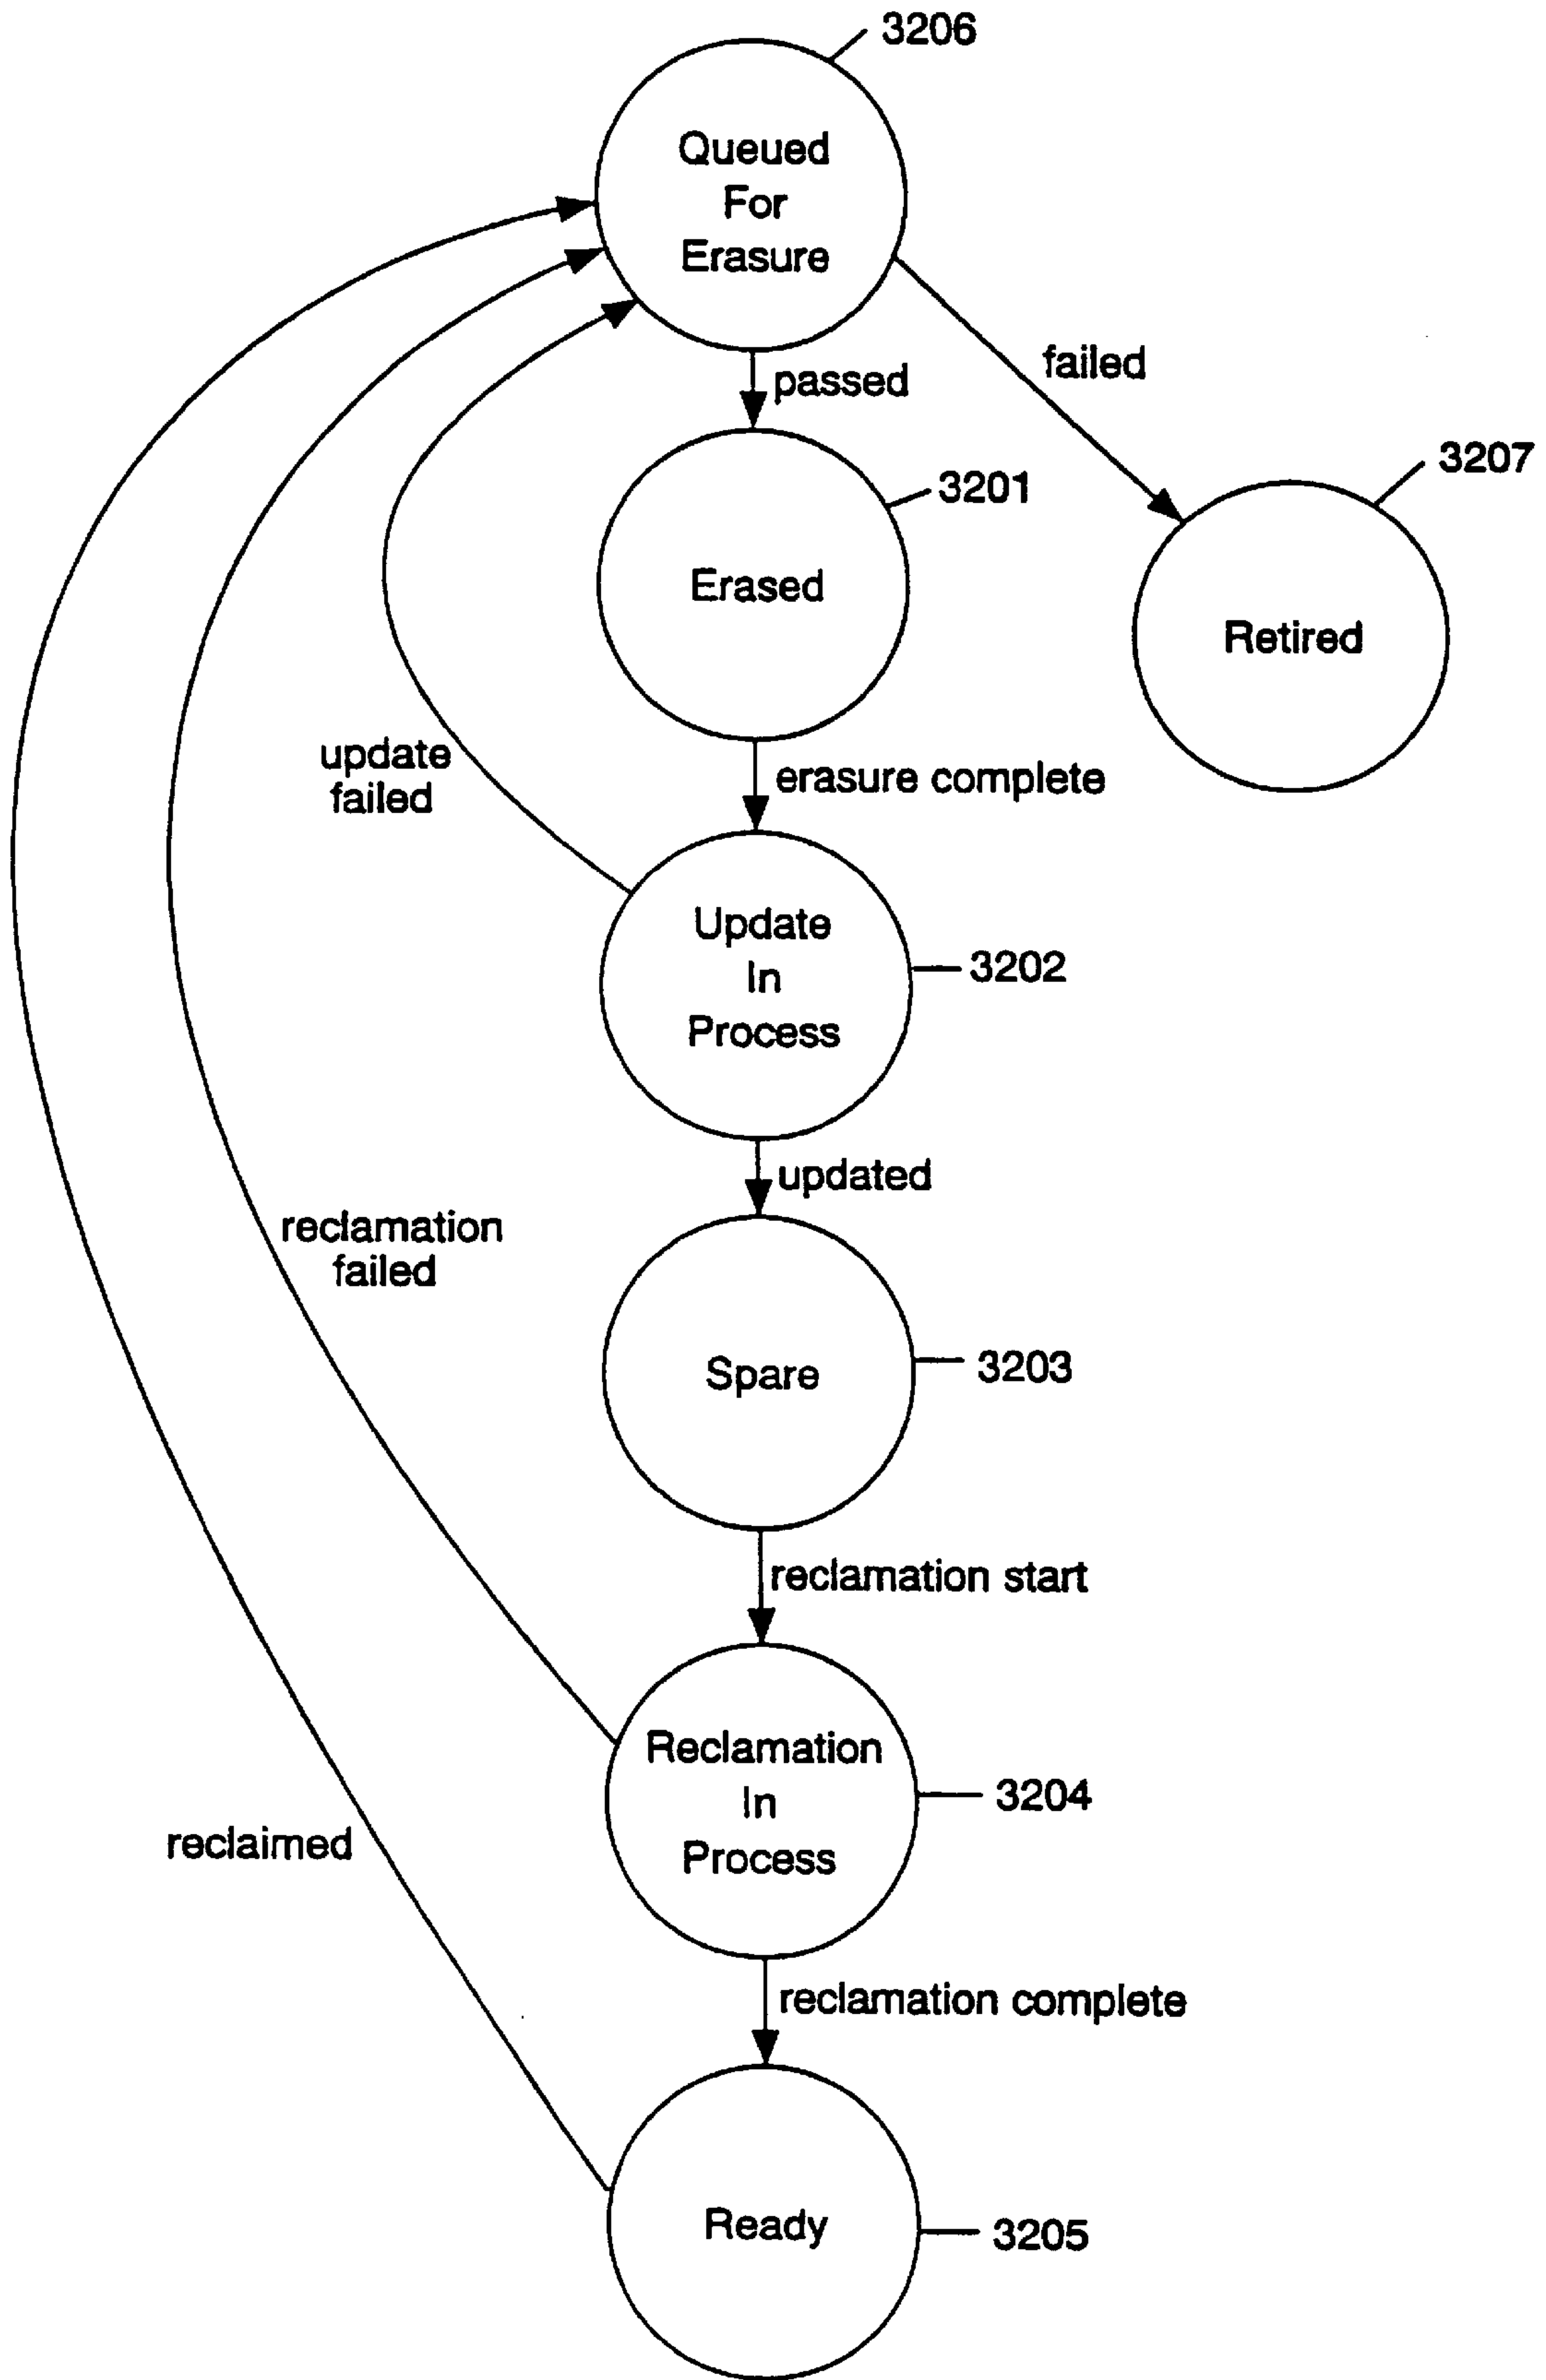 3206
Queued
For
Erasure
passed
failed
3207
3201
Erased
Retired
update
failed
erasure complete
Update
In
Process
3202
updated
reclamation
failed
Spare
3203
reclamation start
Reclamation
In
Process
3204
reclaimed
reclamation complete
Ready
3205